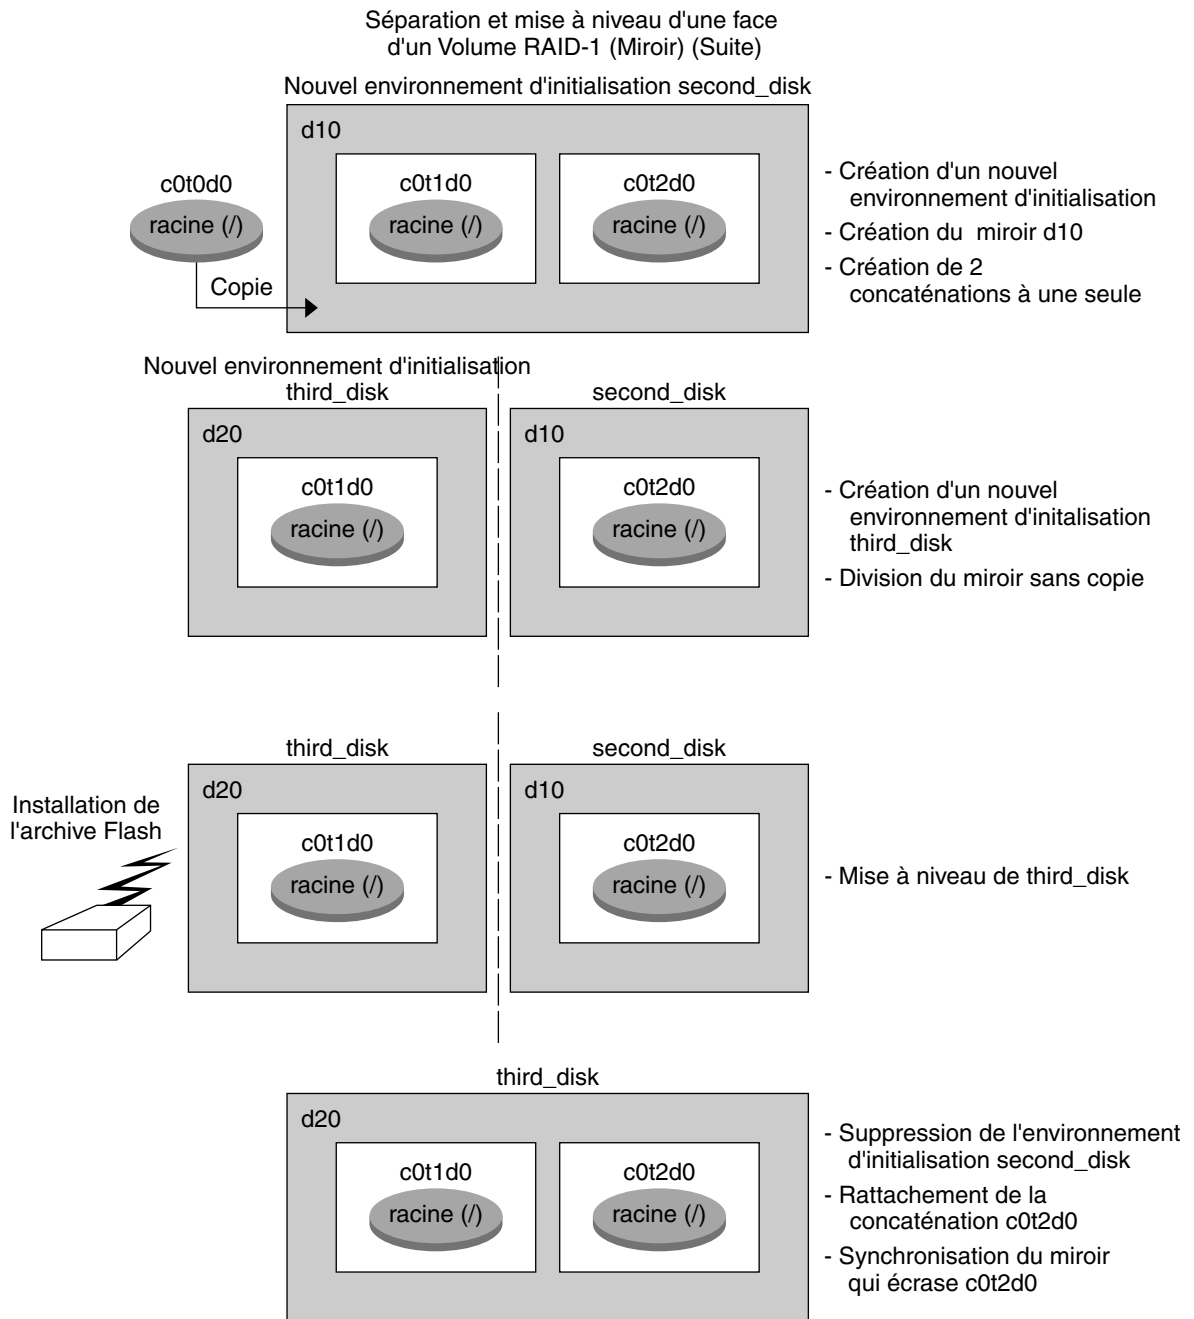 Séparation et mise à niveau d'une face
d'un Volume RAID-1 (Miroir) (Suite)
Nouvel environnement d'initialisation second_disk
d10
c0t0d0
racine (/)
Copie
c0t1d0
racine (/)
c0t2d0
racine (/)
- Création d'un nouvel
environnement d'initialisation
- Création du miroir d10
- Création de 2
concaténations à une seule
Nouvel environnement d'initialisation
third_disk
second_disk
d20
c0t1d0
racine (/)
d10
c0t2d0
racine (/)
- Création d'un nouvel
environnement d'initalisation
third_disk
- Division du miroir sans copie
Installation de
l'archive Flash
third_disk
d20
c0t1d0
racine (/)
second_disk
d10
c0t2d0
racine (/)
- Mise à niveau de third_disk
third_disk
d20
c0t1d0
racine (/)
c0t2d0
racine (/)
- Suppression de l'environnement
d'initialisation second_disk
- Rattachement de la
concaténation c0t2d0
- Synchronisation du miroir
qui écrase c0t2d0